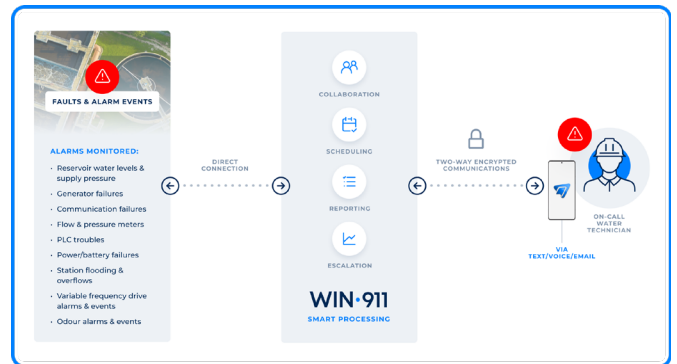 FAULTS & ALARM EVENTS
ALARMS MONITORED:
· Reservoir water levels &
supply pressure
· Generator failures
· Communication failures
· Flow & pressure meters
· PLC troubles
· Power/battery failures
· Station flooding &
overflows
· Variable frequency drive
alarms & events
· Odour alarms & events
DIRECT
CONNECTION
COLLABORATION
SCHEDULING
REPORTING
ESCALATION
WIN·911
SMART PROCESSING
TWO-WAY ENCRYPTED
COMMUNICATIONS
ON-CALL
WATER
TECHNICIAN
VIA
TEXT/VOICE/EMAIL